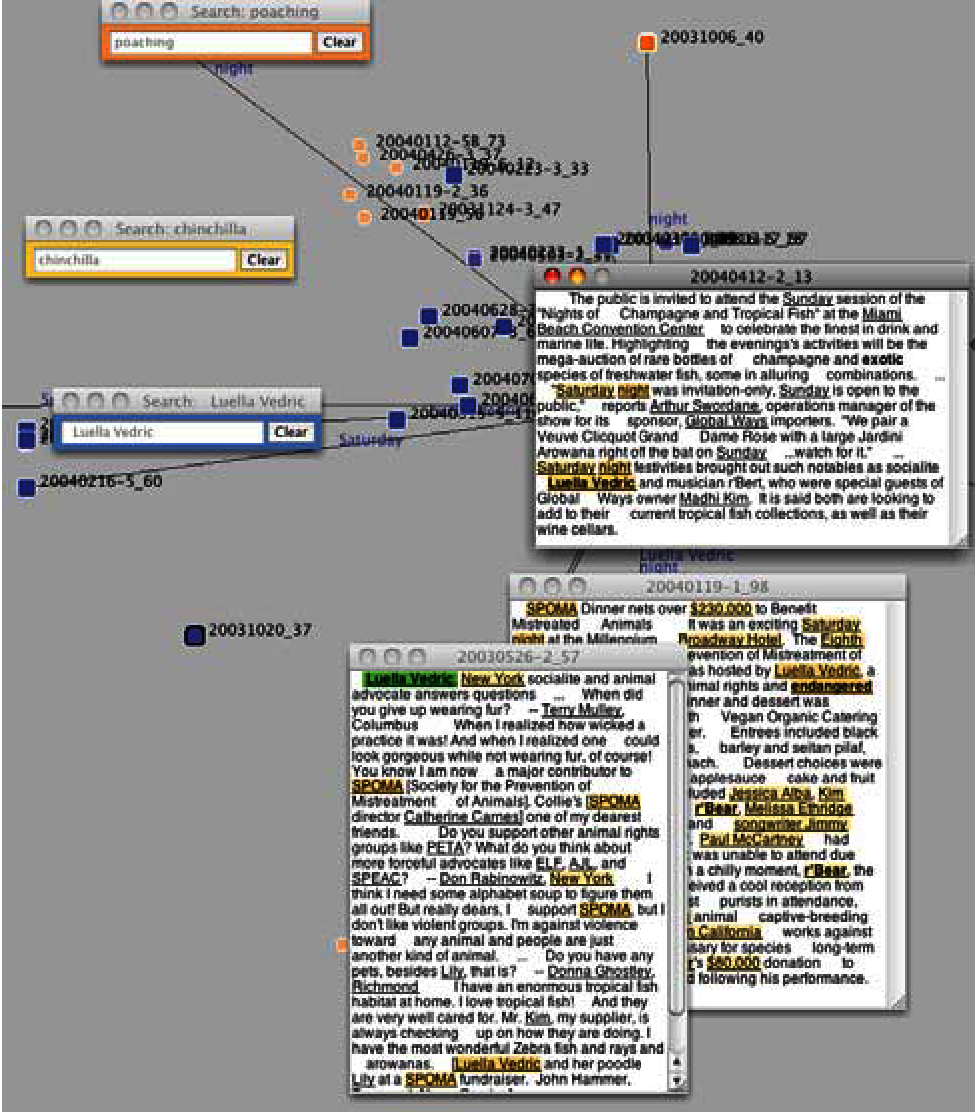 Search: poaching
poaching Clear
night
20031006_40
20040112-58_73
20040223-3_33
20040119-2_36
20031124-3_47
night
Search: chinchilla
chinchilla Clear
20040412-2_13
The public is invited to attend the Sunday session of the
"Nights of Champagne and Tropical Fish" at the Miami
Beach Convention Center to celebrate the finest in drink and
marine life. Highlighting the evenings's activities will be the
mega-auction of rare bottles of champagne and exotic
species of freshwater fish, some in alluring combinations. ...
"Saturday night was invitation-only, Sunday is open to the
public," reports Arthur Swordane, operations manager of the
show for its sponsor, Global Ways importers. "We pair a
Veuve Clicquot Grand Dame Rose with a large Jardini
Arowana right off the bat on Sunday ...watch for it." ...
Saturday night festivities brought out such notables as socialite
Luella Vedric and musician r'Bert, who were special guests of
Global Ways owner Madhi Kim. It is said both are looking to
add to their current tropical fish collections, as well as their
wine cellars.
Search: Luella Vedric
Luella Vedric Clear
Saturday
20040216-5_60
Luella Vedric
night
20031020_37
20040119-1_98
SPOMA Dinner nets over $230.000 to Benefit
Mistreated Animals It was an exciting Saturday
night at the Millennium Broadway Hotel. The Eighth
evention of Mistreatment of
as hosted by Luella Vedric, a
imal rights and endangered
inner and dessert was
th Vegan Organic Catering
er. Entrees included black
s. barley and seitan pilaf,
ach. Dessert choices were
applesauce cake and fruit
luded Jessica Alba, Kim
r'Bear, Melissa Ethridge
and songwriter Jimmy
Paul McCartney had
was unable to attend due
a chilly moment, r'Bear, the
eived a cool reception from
st purists in attendance,
animal captive-breeding
California works against
sary for species long-term
r's $80.000 donation to
d following his performance.
20030526-2_57
Luella Vedric, New York socialite and animal
advocate answers questions ... When did
you give up wearing fur? -- Terry Mulley,
Columbus When I realized how wicked a
practice it was! And when I realized one could
look gorgeous while not wearing fur, of course!
You know I am now a major contributor to
SPOMA [Society for the Prevention of
Mistreatment of Animals]. Collie's [SPOMA
director Catherine Carnes] one of my dearest
friends. Do you support other animal rights
groups like PETA? What do you think about
more forceful advocates like ELF, AJL, and
SPEAC? -- Don Rabinowitz, New York I
think I need some alphabet soup to figure them
all out! But really dears, I support SPOMA, but I
don't like violent groups. I'm against violence
toward any animal and people are just
another kind of animal. ... Do you have any
pets, besides Lily, that is? -- Donna Ghostley,
Richmond I have an enormous tropical fish
habitat at home. I love tropical fish! And they
are very well cared for. Mr. Kim, my supplier, is
always checking up on how they are doing. I
have the most wonderful Zebra fish and rays and
arowanas. [Luella Vedric and her poodle
Lily at a SPOMA fundraiser. John Hammer,